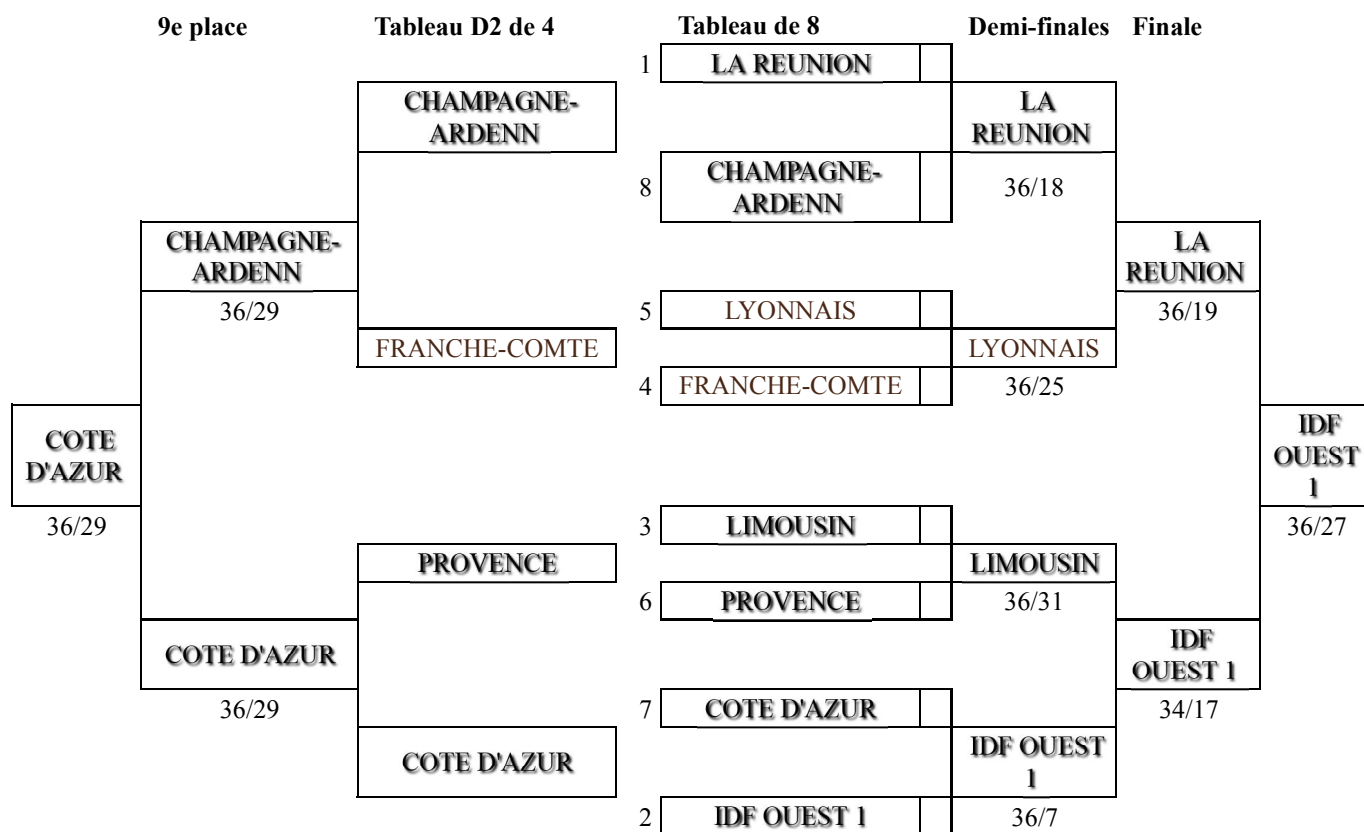 9e place Tableau D2 de 4 Tableau de 8 Demi-finales Finale
1 LA REUNION
CHAMPAGNE-
ARDENN
LA
REUNION
8 CHAMPAGNE-
ARDENN
36/18
CHAMPAGNE-
ARDENN
36/29
LA
REUNION
36/19
5 LYONNAIS
FRANCHE-COMTE
LYONNAIS
4 FRANCHE-COMTE
36/25
COTE
D'AZUR
36/29
IDF
OUEST
1
36/27
3 LIMOUSIN
PROVENCE
LIMOUSIN
6 PROVENCE
36/31
COTE D'AZUR
36/29
IDF
OUEST 1
34/17
7 COTE D'AZUR
COTE D'AZUR
IDF OUEST
1
2 IDF OUEST 1
36/7